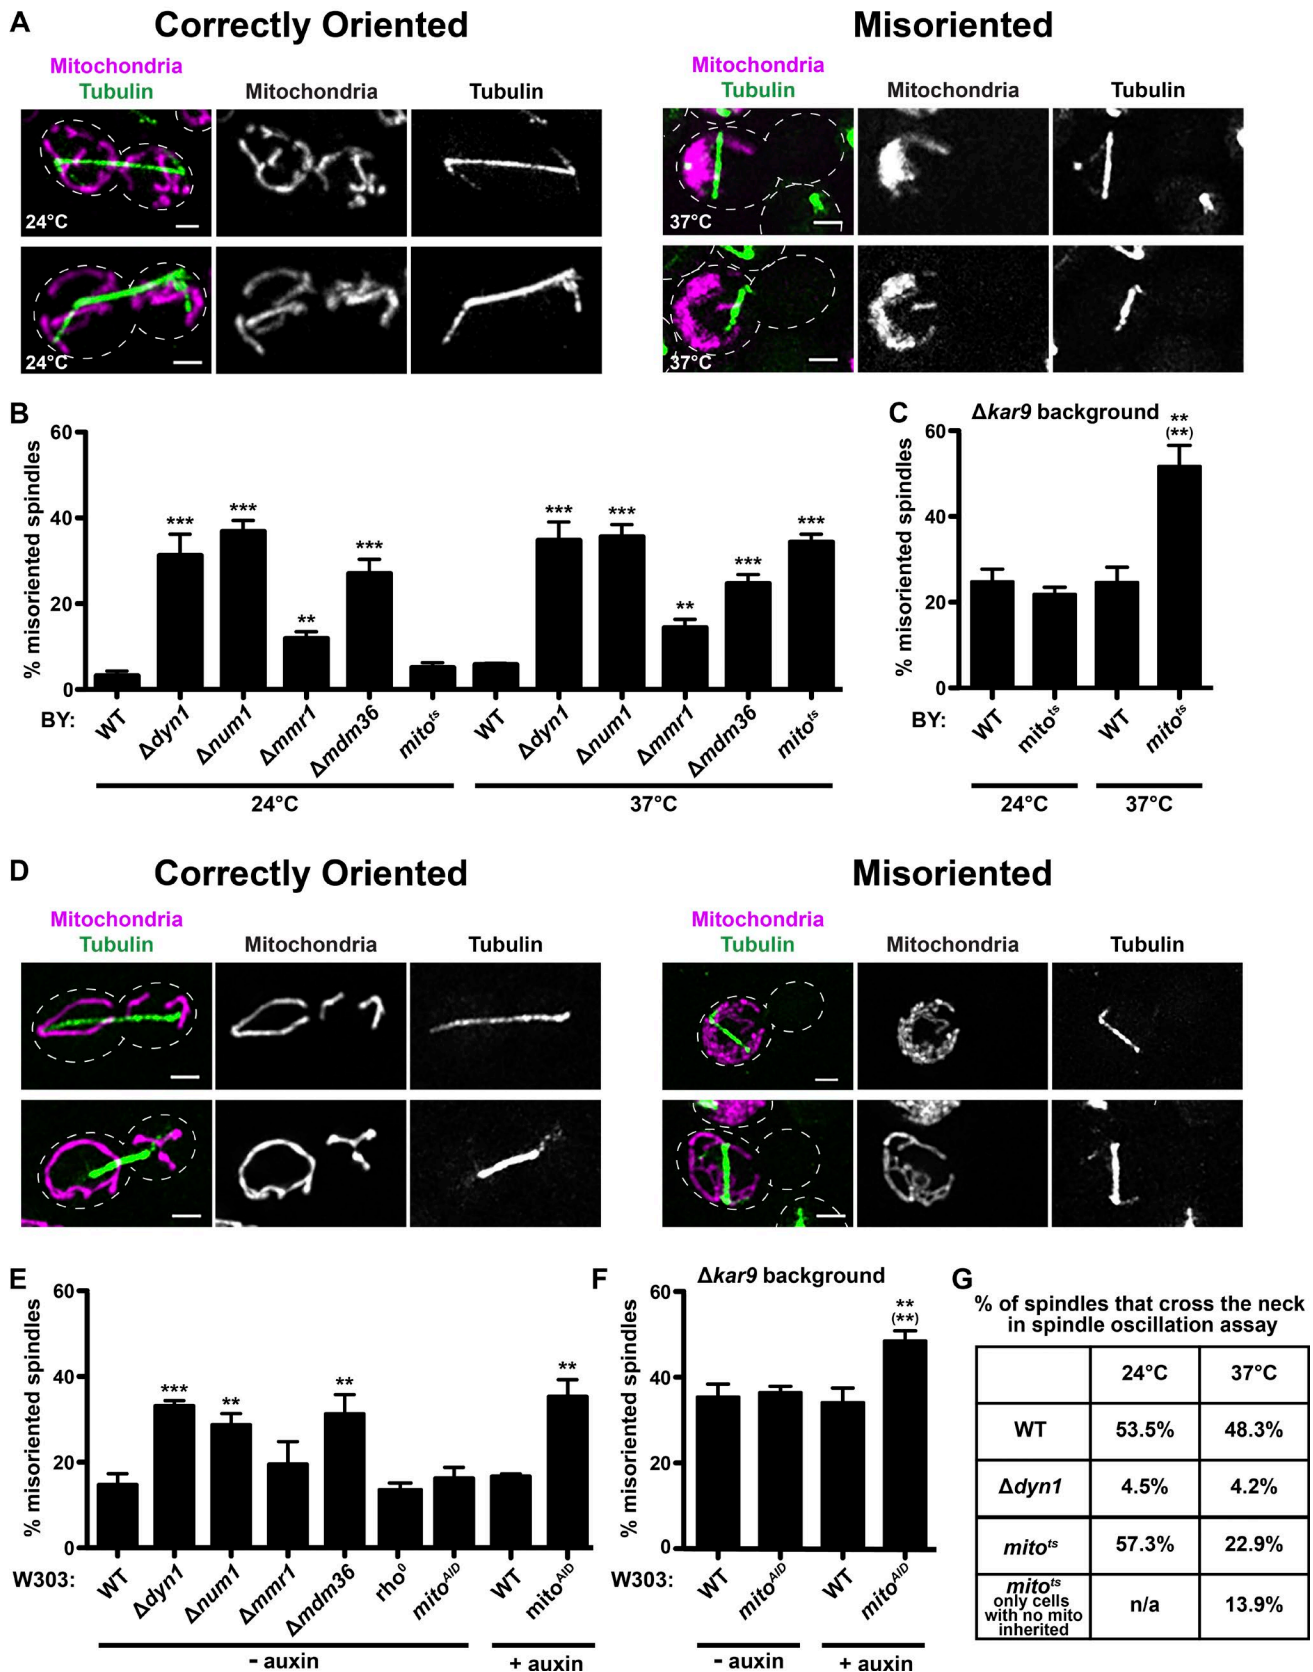 A
Correctly Oriented
Misoriented
Mitochondria
Tubulin
Mitochondria
Tubulin
Mitochondria
Tubulin
Mitochondria
Tubulin
24°C
37°C
24°C
37°C
B
% misoriented spindles
60
40
20
0
***
***
**
***
***
***
**
***
***
BY:
WT
Δdyn1
Δnum1
Δmmr1
Δmdm36
mitoᵗˢ
WT
Δdyn1
Δnum1
Δmmr1
Δmdm36
mitoᵗˢ
24°C
37°C
C
Δkar9 background
% misoriented spindles
60
40
20
0
**
(**)
BY:
WT
mitoᵗˢ
WT
mitoᵗˢ
24°C
37°C
D
Correctly Oriented
Misoriented
Mitochondria
Tubulin
Mitochondria
Tubulin
Mitochondria
Tubulin
Mitochondria
Tubulin
E
% misoriented spindles
60
40
20
0
***
**
**
**
W303:
WT
Δdyn1
Δnum1
Δmmr1
Δmdm36
rho⁰
mitoᴬᴵᴰ
WT
mitoᴬᴵᴰ
- auxin
+ auxin
F
Δkar9 background
% misoriented spindles
60
40
20
0
**
(**)
W303:
WT
mitoᴬᴵᴰ
WT
mitoᴬᴵᴰ
- auxin
+ auxin
G
% of spindles that cross the neck
in spindle oscillation assay
24°C 37°C
WT 53.5% 48.3%
Δdyn1 4.5% 4.2%
mitoᵗˢ 57.3% 22.9%
mitoᵗˢ
only cells
with no mito
inherited
n/a 13.9%